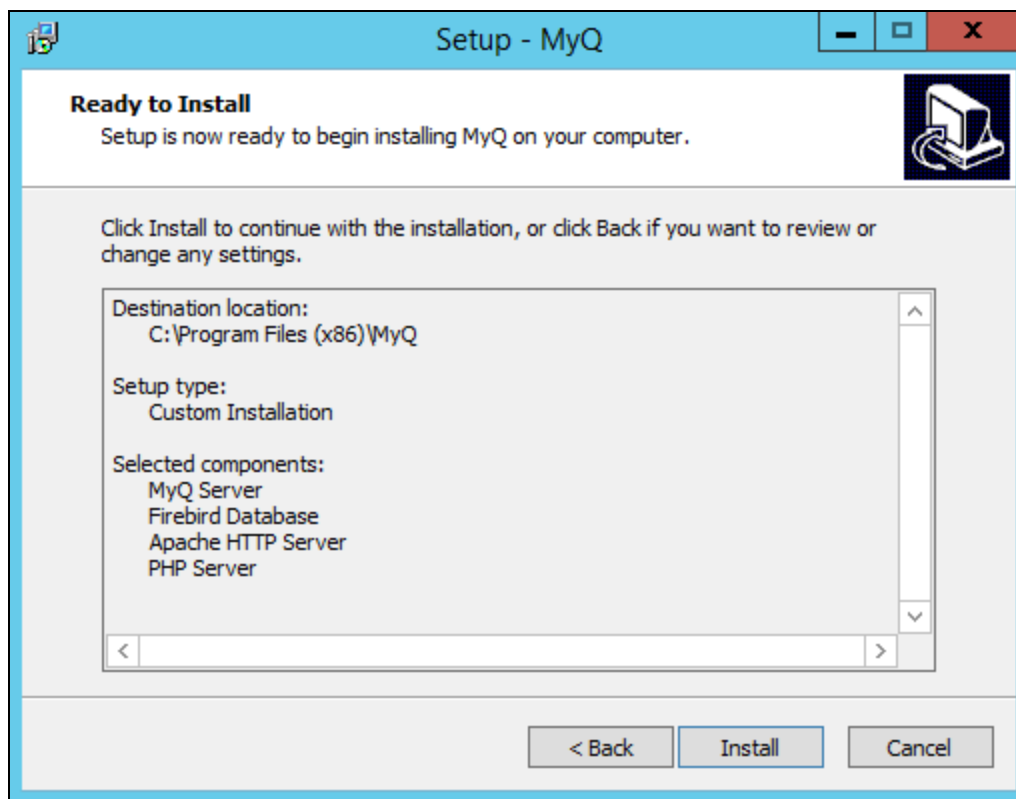 Setup - MyQ
Ready to Install
Setup is now ready to begin installing MyQ on your computer.
Click Install to continue with the installation, or click Back if you want to review or
change any settings.
Destination location:
C:\Program Files (x86)\MyQ
Setup type:
Custom Installation
Selected components:
MyQ Server
Firebird Database
Apache HTTP Server
PHP Server
< Back
Install
Cancel